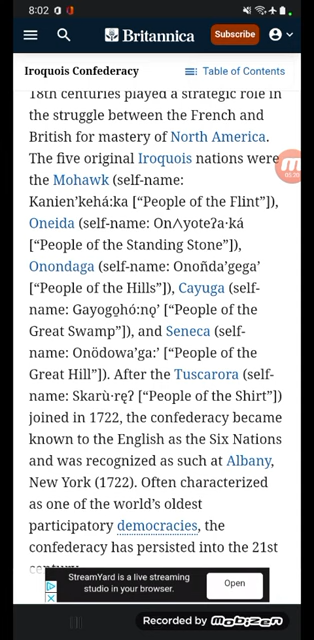 8:02
Britannica
Subscribe
Iroquois Confederacy
Table of Contents
18th centuries played a strategic role in
the struggle between the French and
British for mastery of North America.
The five original Iroquois nations were
the Mohawk (self-name:
Kanien’kehá:ka [“People of the Flint”]),
Oneida (self-name: On⋀yoteʔa·ká
[“People of the Standing Stone”]),
Onondaga (self-name: Onoñda’gega’
[“People of the Hills”]), Cayuga (self-
name: Gayogo̱hó:nǫ’ [“People of the
Great Swamp”]), and Seneca (self-
name: Onödowa’ga:’ [“People of the
Great Hill”]). After the Tuscarora (self-
name: Skarù·ręʔ [“People of the Shirt”])
joined in 1722, the confederacy became
known to the English as the Six Nations
and was recognized as such at Albany,
New York (1722). Often characterized
as one of the world’s oldest
participatory democracies, the
confederacy has persisted into the 21st
century.
StreamYard is a live streaming
studio in your browser.
Open
Recorded by Mobizen